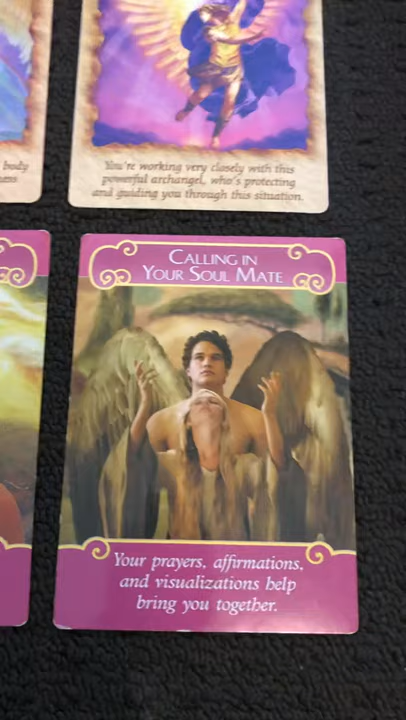 body
You're working very closely with this
powerful archangel, who's protecting
and guiding you through this situation.
CALLING IN
YOUR SOUL MATE
Your prayers, affirmations,
and visualizations help
bring you together.